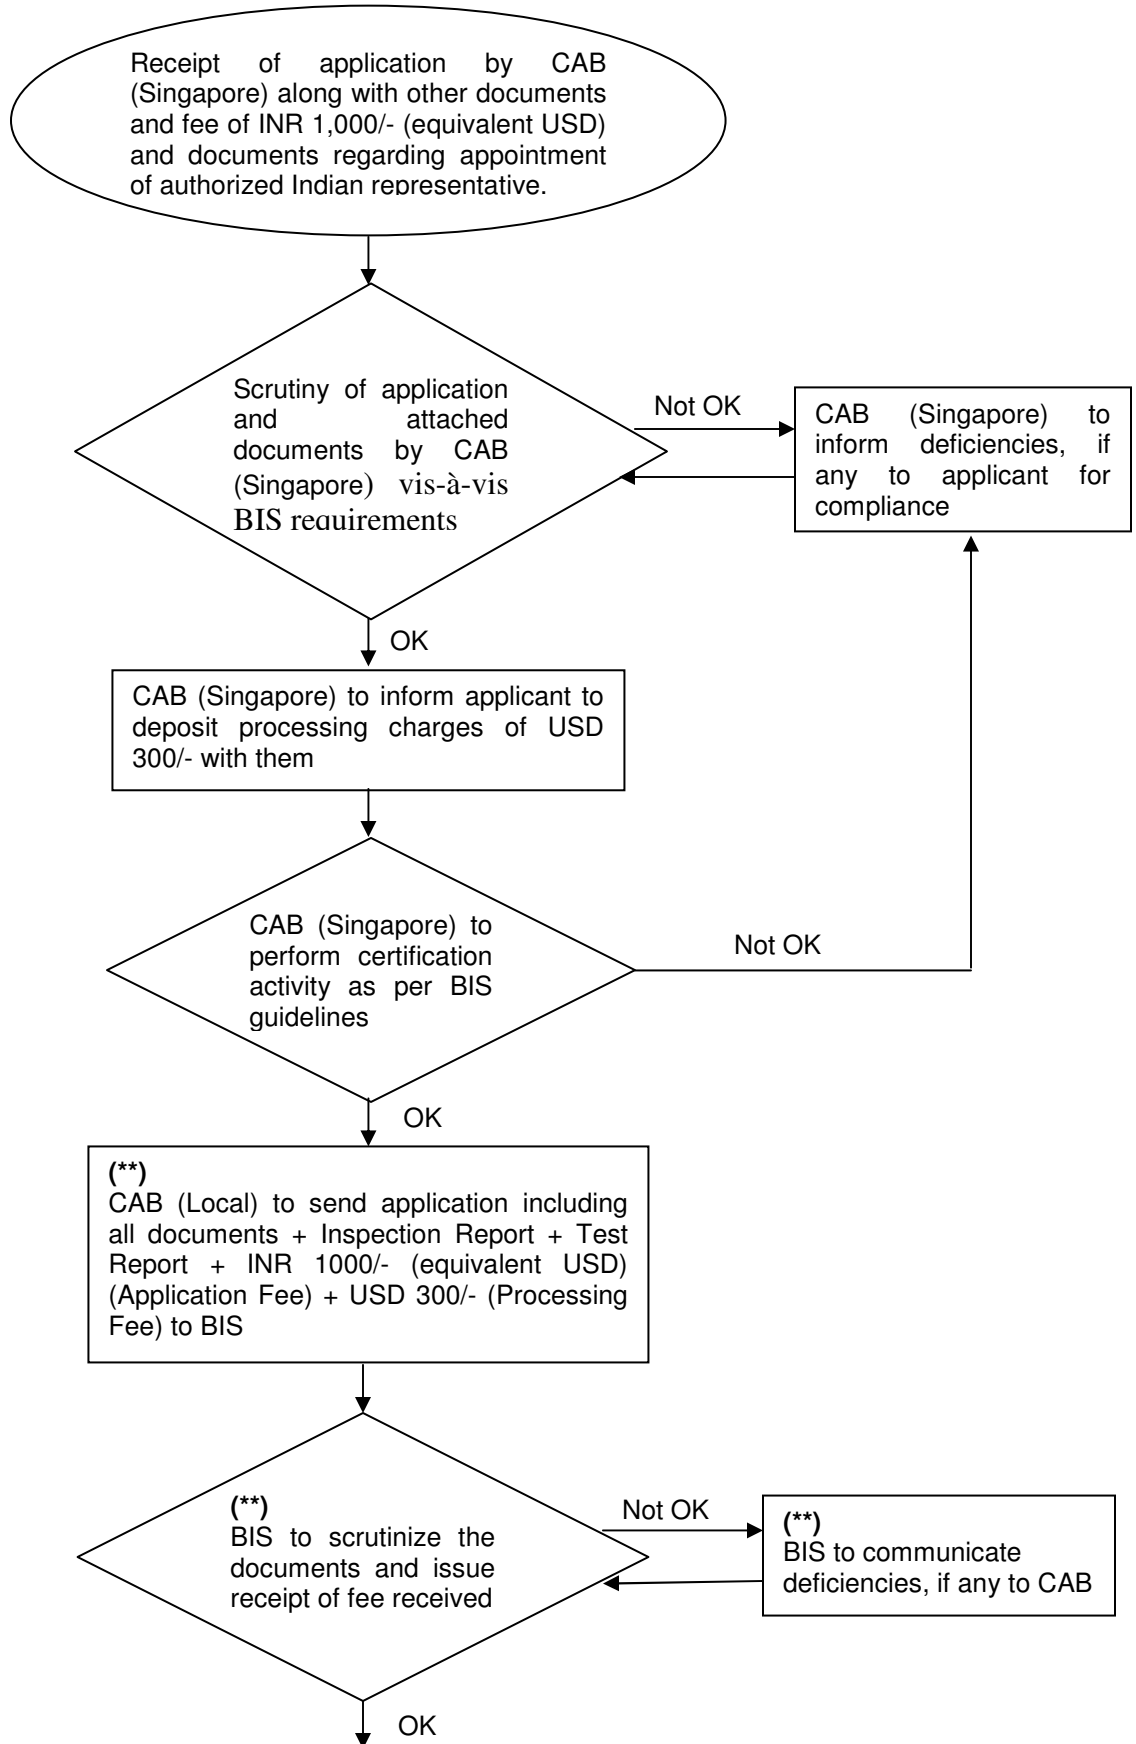 Receipt of application by CAB
(Singapore) along with other documents
and fee of INR 1,000/- (equivalent USD)
and documents regarding appointment
of authorized Indian representative.
Scrutiny of application
and attached
documents by CAB
(Singapore) vis-à-vis
BIS requirements
Not OK
CAB (Singapore) to
inform deficiencies, if
any to applicant for
compliance
OK
CAB (Singapore) to inform applicant to
deposit processing charges of USD
300/- with them
CAB (Singapore) to
perform certification
activity as per BIS
guidelines
Not OK
OK
(**)
CAB (Local) to send application including
all documents + Inspection Report + Test
Report + INR 1000/- (equivalent USD)
(Application Fee) + USD 300/- (Processing
Fee) to BIS
(**)
BIS to scrutinize the
documents and issue
receipt of fee received
Not OK
(**)
BIS to communicate
deficiencies, if any to CAB
OK